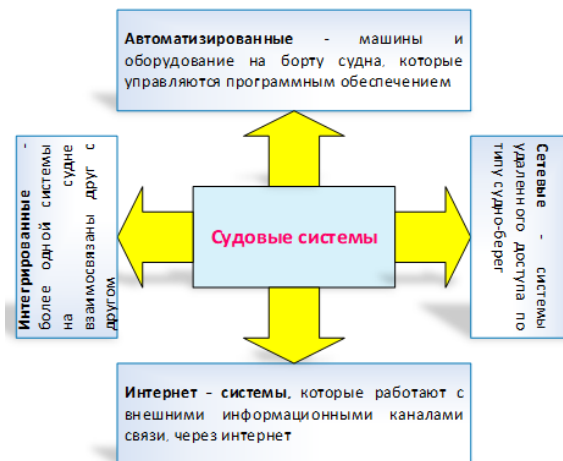 Автоматизированные - машины и
оборудование на борту судна, которые
управляются программным обеспечением
Интегрированные -
более одной системы
на судне
взаимосвязаны друг с
другом
Судовые системы
Сетевые - системы
удаленного доступа по
типу судно-берег
Интернет – системы, которые работают с
внешними информационными каналами
связи, через интернет